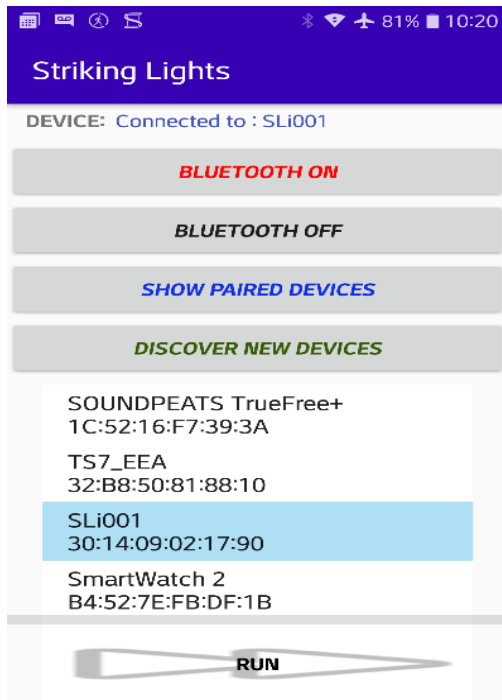 81% 10:20
Striking Lights
DEVICE: Connected to : SLi001
BLUETOOTH ON
BLUETOOTH OFF
SHOW PAIRED DEVICES
DISCOVER NEW DEVICES
SOUNDPEATS TrueFree+
1C:52:16:F7:39:3A
TS7_EEA
32:B8:50:81:88:10
SLi001
30:14:09:02:17:90
SmartWatch 2
B4:52:7E:FB:DF:1B
RUN